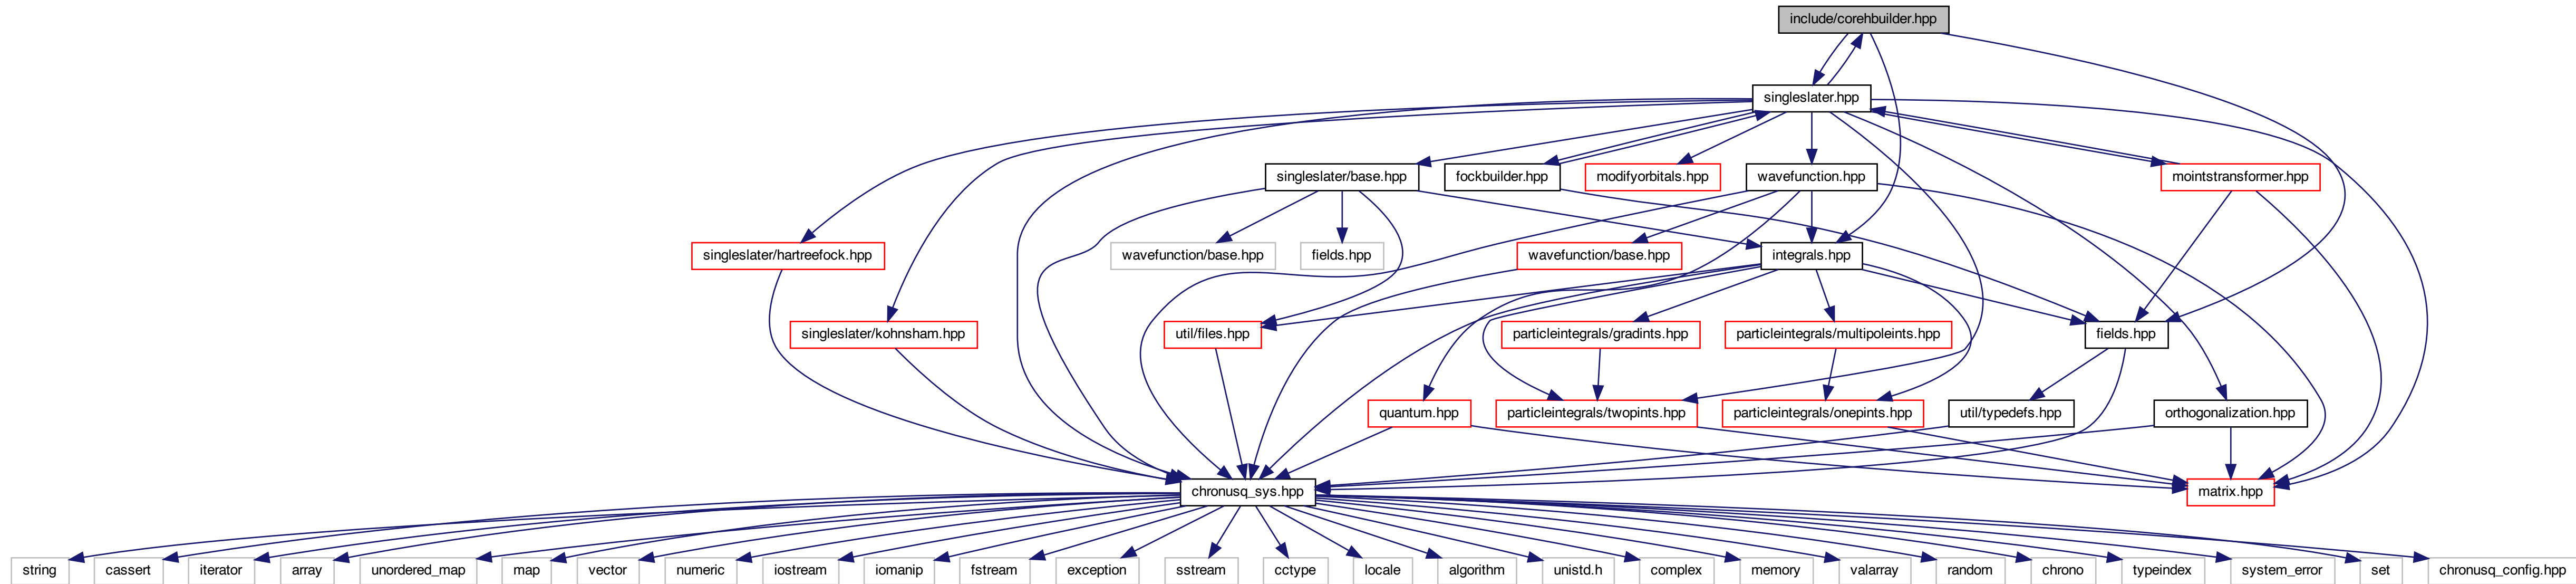 include/corehbuilder.hpp
singleslater.hpp
singleslater/base.hpp
fockbuilder.hpp
modifyorbitals.hpp
wavefunction.hpp
mointstransformer.hpp
singleslater/hartreefock.hpp
wavefunction/base.hpp
fields.hpp
wavefunction/base.hpp
integrals.hpp
singleslater/kohnsham.hpp
util/files.hpp
particleintegrals/gradints.hpp
particleintegrals/multipoleints.hpp
fields.hpp
quantum.hpp
particleintegrals/twopints.hpp
particleintegrals/onepints.hpp
util/typedefs.hpp
orthogonalization.hpp
chronusq_sys.hpp
matrix.hpp
string
cassert
iterator
array
unordered_map
map
vector
numeric
iostream
iomanip
fstream
exception
sstream
cctype
locale
algorithm
unistd.h
complex
memory
valarray
random
chrono
typeindex
system_error
set
chronusq_config.hpp